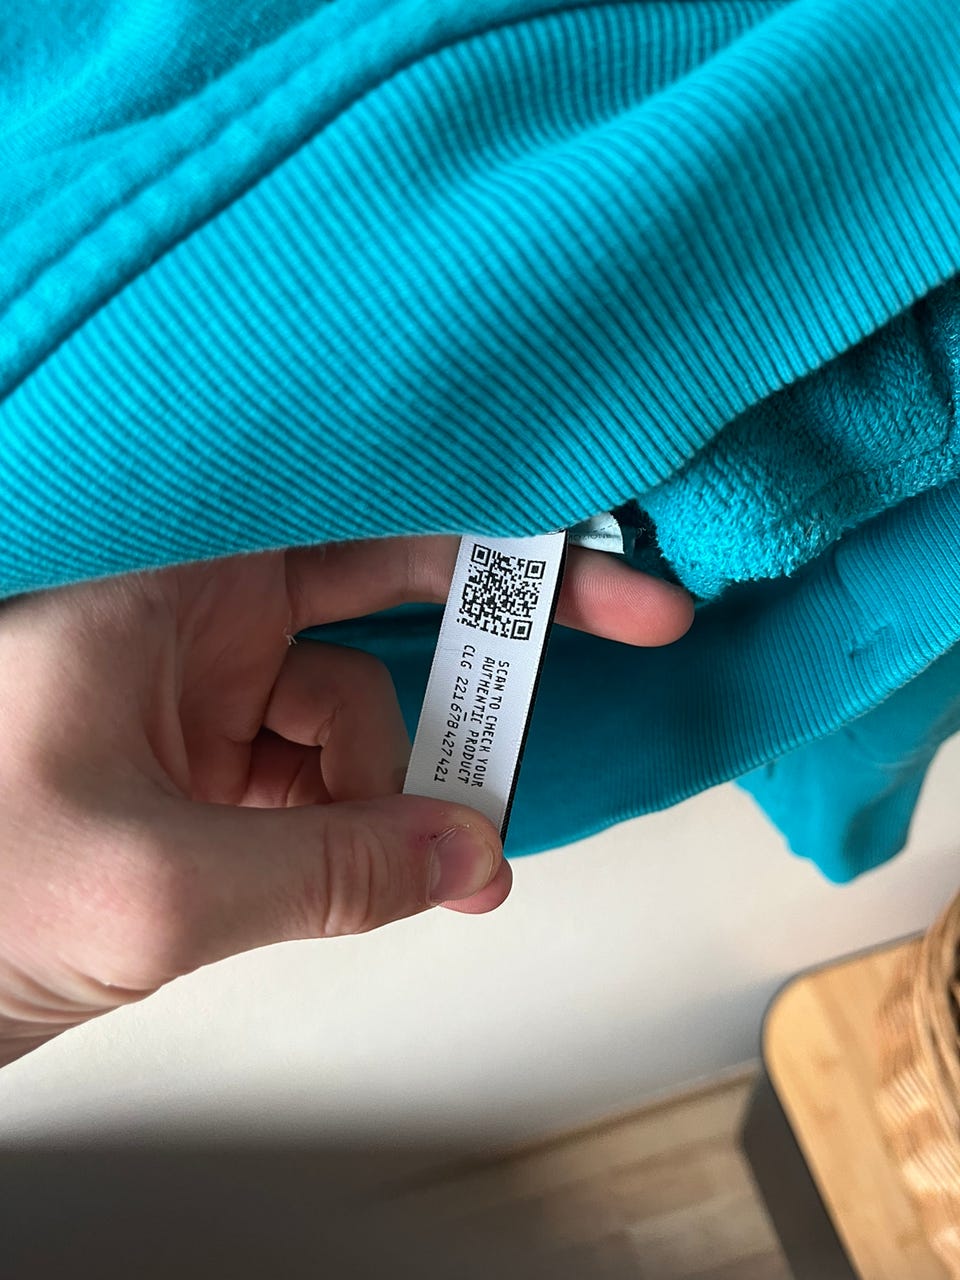 SCAN TO CHECK YOUR
AUTHENTIC PRODUCT
CLG 221678427421